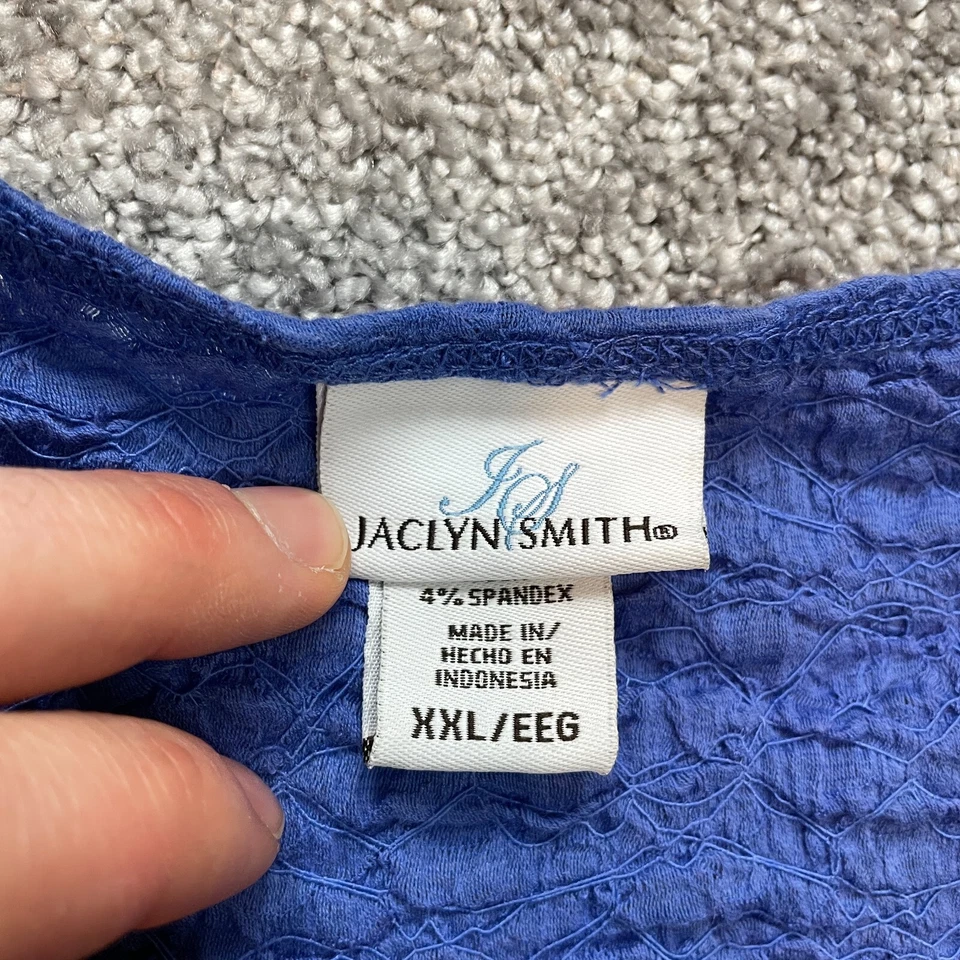 JS
JACLYN SMITH®
4% SPANDEX
MADE IN/
HECHO EN
INDONESIA
XXL/EEG